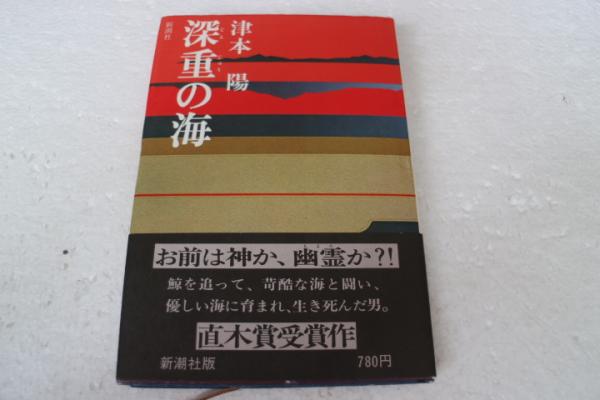 津本 陽
深重の海
新潮社
お前は神か、幽霊か?!
鯨を追って、苛酷な海と闘い、
優しい海に育まれ、生き死んだ男。
直木賞受賞作
新潮社版
780円